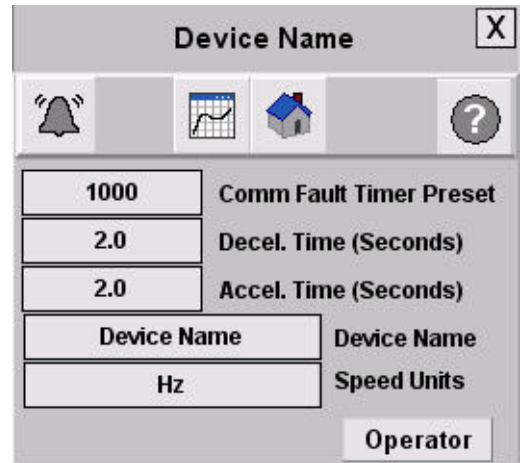 Device Name X
?
1000 Comm Fault Timer Preset
2.0 Decel. Time (Seconds)
2.0 Accel. Time (Seconds)
Device Name Device Name
Hz Speed Units
Operator